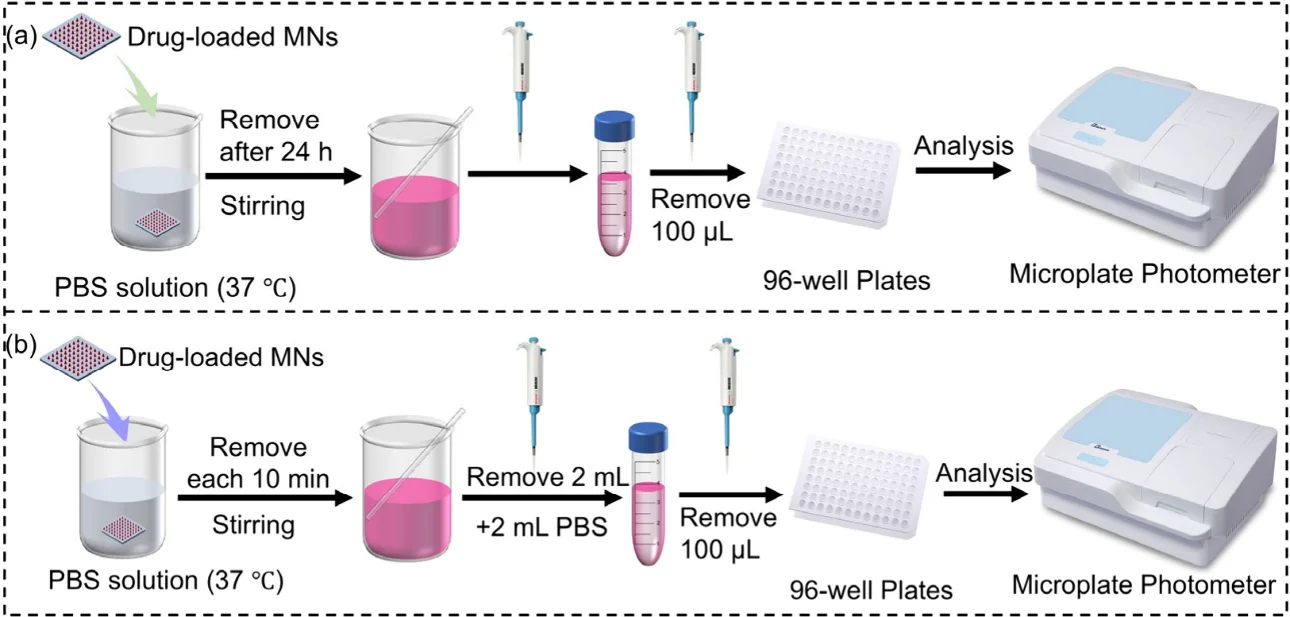 (a)
Drug-loaded MNs
Remove
after 24 h
Stirring
PBS solution (37 ℃)
Remove
100 µL
96-well Plates
Analysis
Microplate Photometer
(b)
Drug-loaded MNs
Remove
each 10 min
Stirring
PBS solution (37 ℃)
Remove 2 mL
+2 mL PBS
Remove
100 µL
96-well Plates
Analysis
Microplate Photometer